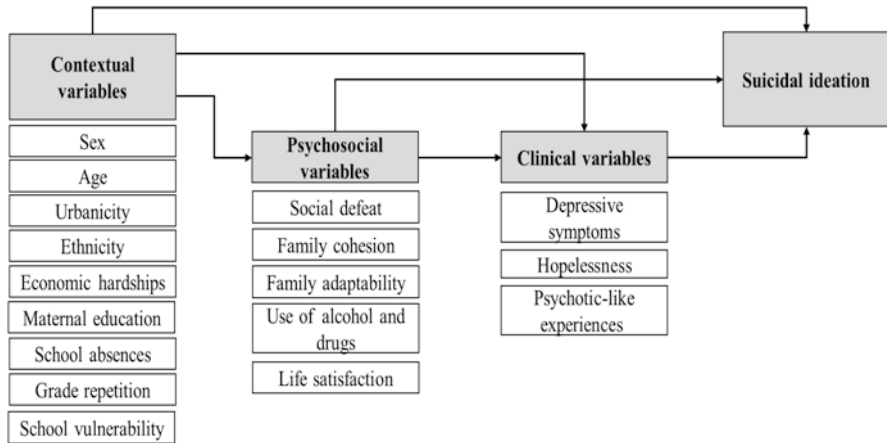 Contextual
variables
Sex
Age
Urbanicity
Ethnicity
Economic hardships
Maternal education
School absences
Grade repetition
School vulnerability
Psychosocial
variables
Social defeat
Family cohesion
Family adaptability
Use of alcohol and
drugs
Life satisfaction
Clinical variables
Depressive
symptoms
Hopelessness
Psychotic-like
experiences
Suicidal ideation